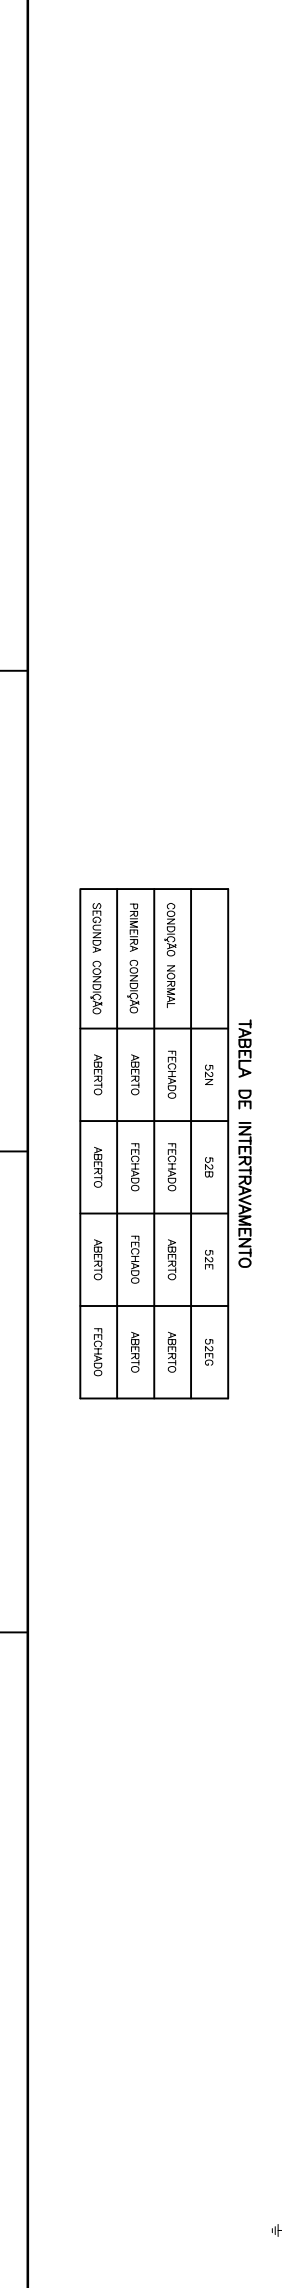 TABELA DE INTERTRAVAMENTO
52N 52B 52E 52EG
CONDIÇÃO NORMAL FECHADO FECHADO ABERTO ABERTO
PRIMEIRA CONDIÇÃO ABERTO FECHADO FECHADO ABERTO
SEGUNDA CONDIÇÃO ABERTO ABERTO ABERTO FECHADO